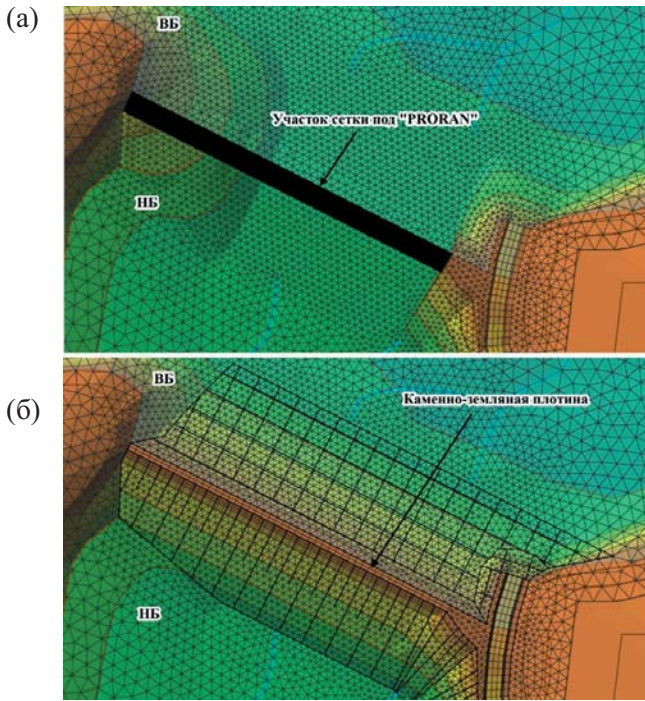 (а)
ВБ
Участок сетки под "PRORAN"
НБ
(б)
ВБ
Каменно-земляная плотина
НБ